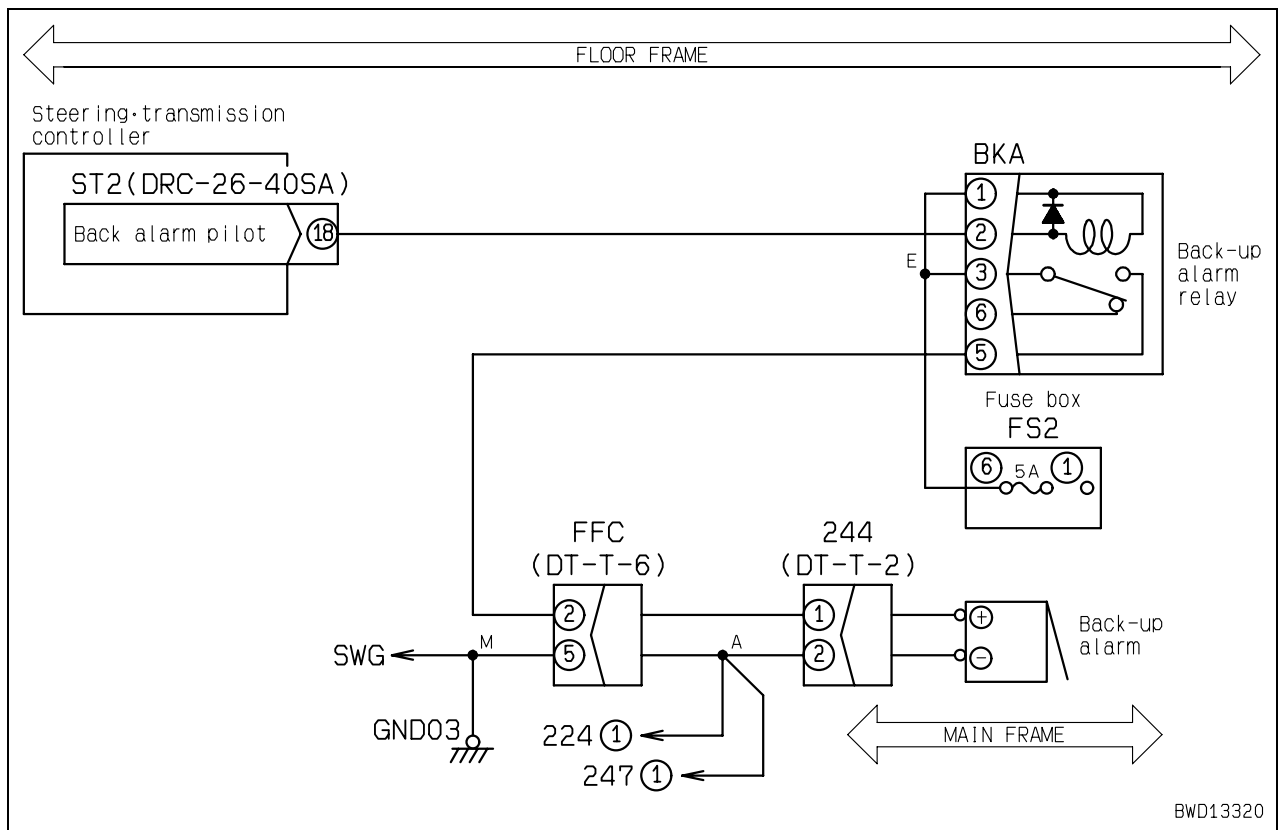 FLOOR FRAME
Steering·transmission
controller
ST2(DRC-26-40SA)
Back alarm pilot
18
BKA
1
2
E
3
6
5
Back-up
alarm
relay
Fuse box
FS2
6
5A
1
FFC
(DT-T-6)
244
(DT-T-2)
2
1
+
SWG
M
5
A
2
-
Back-up
alarm
GND03
224 1
247 1
MAIN FRAME
BWD13320